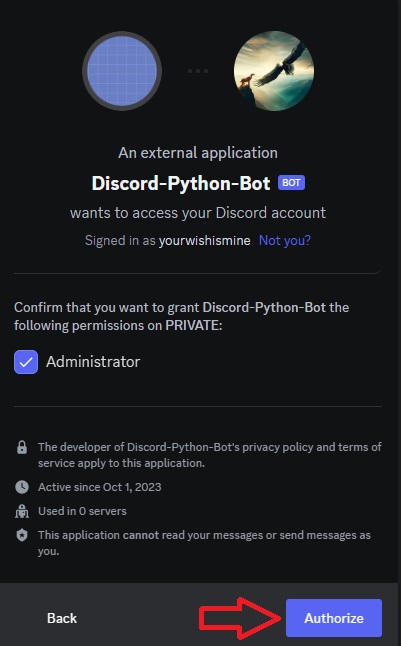 An external application
Discord-Python-Bot BOT
wants to access your Discord account
Signed in as yourwishismine Not you?
Confirm that you want to grant Discord-Python-Bot the
following permissions on PRIVATE:
Administrator
The developer of Discord-Python-Bot's privacy policy and terms of
service apply to this application.
Active since Oct 1, 2023
Used in 0 servers
This application cannot read your messages or send messages as
you.
Back
Authorize